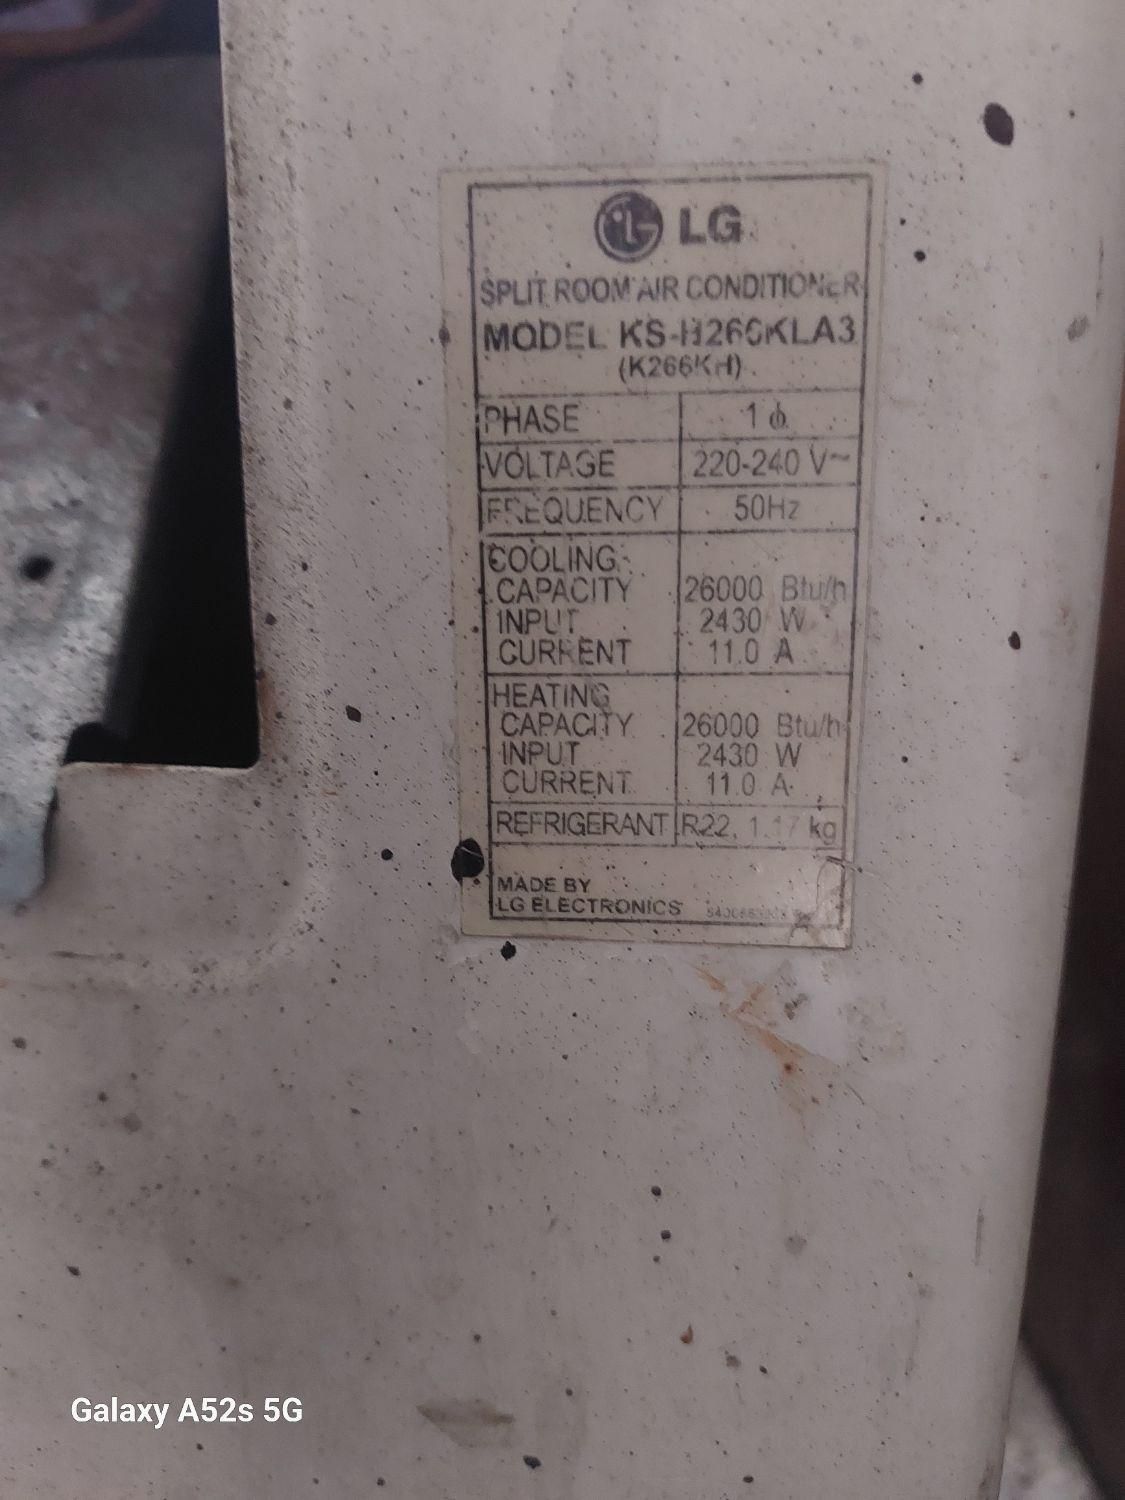 LG
SPLIT ROOM AIR CONDITIONER
MODEL KS-H266KLA3
(K266KH)
PHASE 1 ф
VOLTAGE 220-240 V~
FREQUENCY 50Hz
COOLING
CAPACITY 26000 Btu/h
INPUT 2430 W
CURRENT 11.0 A
HEATING
CAPACITY 26000 Btu/h
INPUT 2430 W
CURRENT 11.0 A
REFRIGERANT R22, 1.17 kg
MADE BY
LG ELECTRONICS
Galaxy A52s 5G